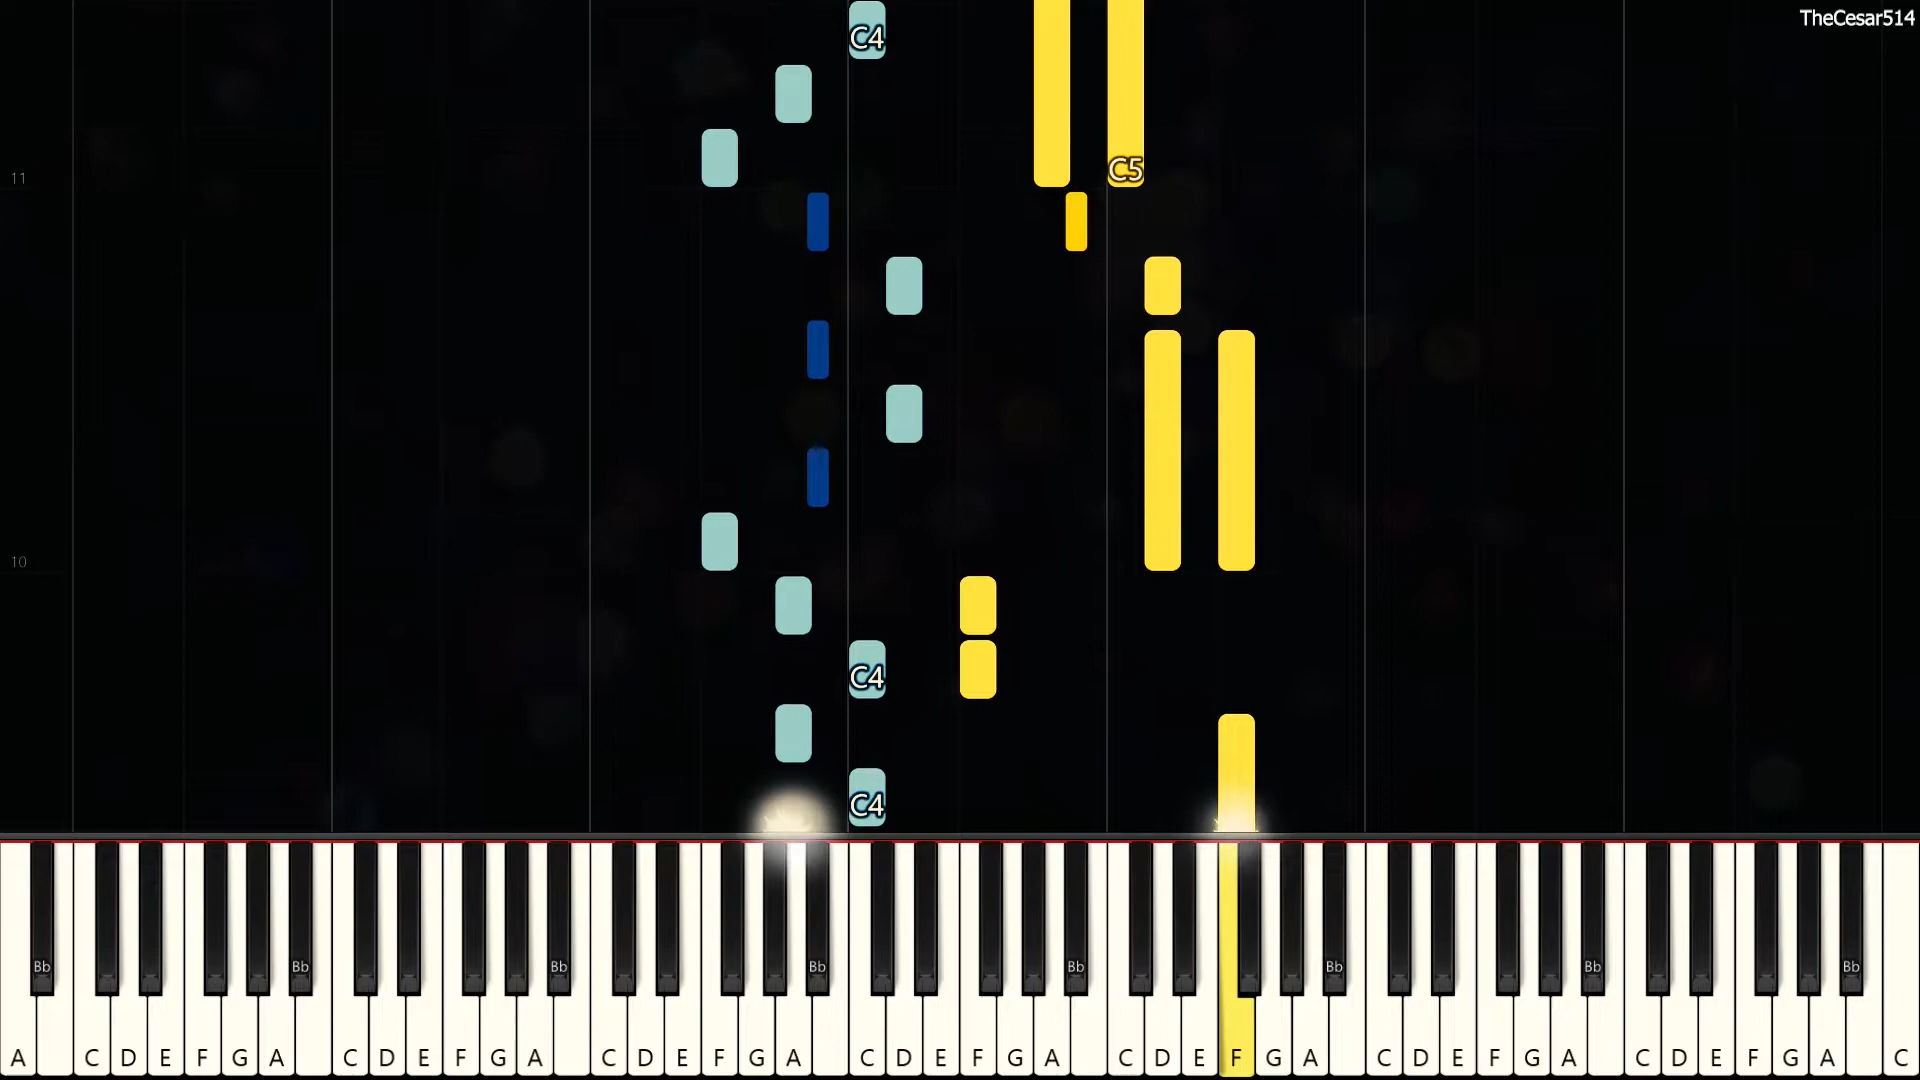 TheCesar514
C4
C5
11
10
C4
C4
Bb Bb Bb Bb Bb Bb Bb Bb
A C D E F G A C D E F G A C D E F G A C D E F G A C D E F G A C D E F G A C D E F G A C